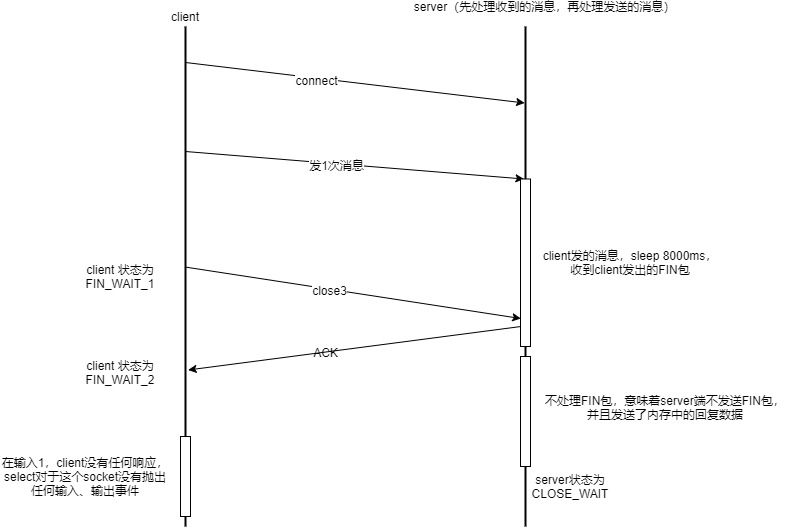 client
server（先处理收到的消息，再处理发送的消息）
connect
发1次消息
client发的消息，sleep 8000ms，
收到client发出的FIN包
client 状态为
FIN_WAIT_1
close3
ACK
client 状态为
FIN_WAIT_2
不处理FIN包，意味着server端不发送FIN包，
并且发送了内存中的回复数据
在输入1，client没有任何响应，
select对于这个socket没有抛出
任何输入、输出事件
server状态为
CLOSE_WAIT